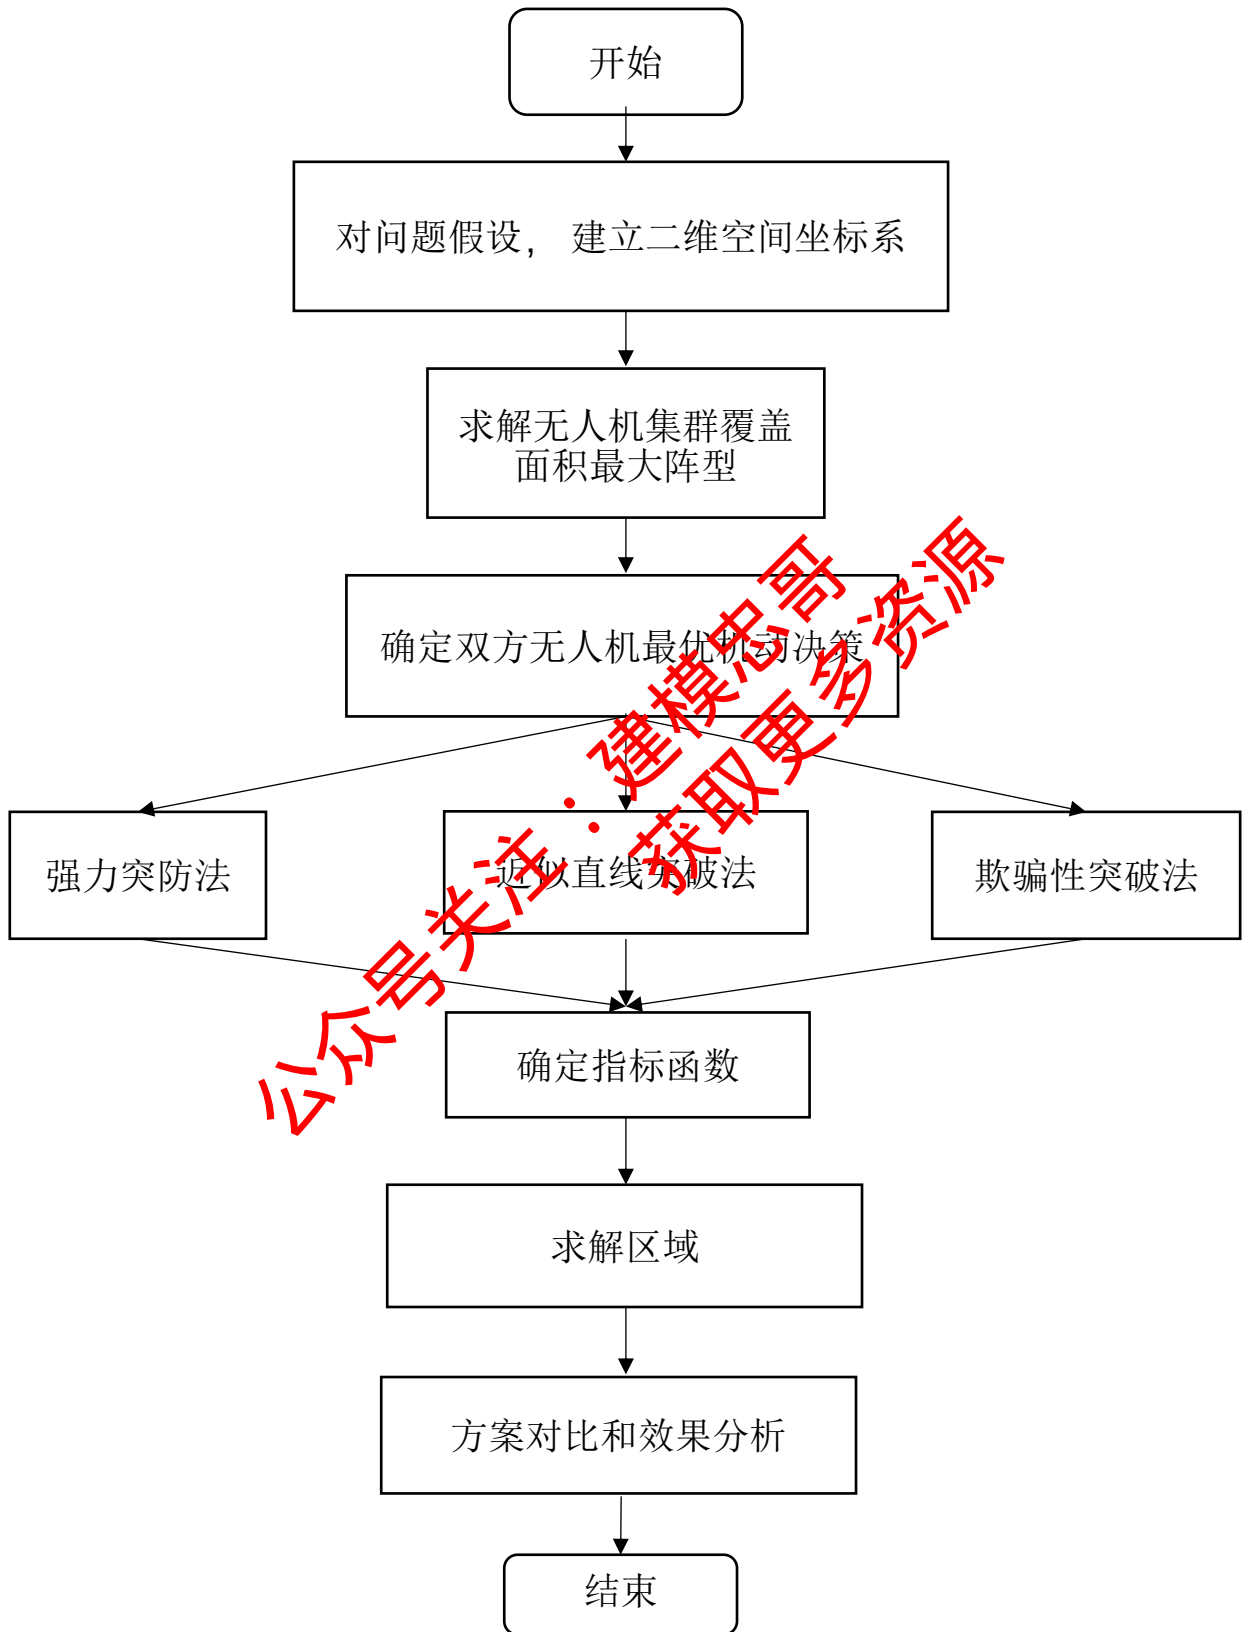 开始
对问题假设， 建立二维空间坐标系
求解无人机集群覆盖
面积最大阵型
确定双方无人机最优机动决策
强力突防法
近似直线突破法
欺骗性突破法
确定指标函数
求解区域
方案对比和效果分析
结束
公众号关注：建模忠哥
获取更多资源